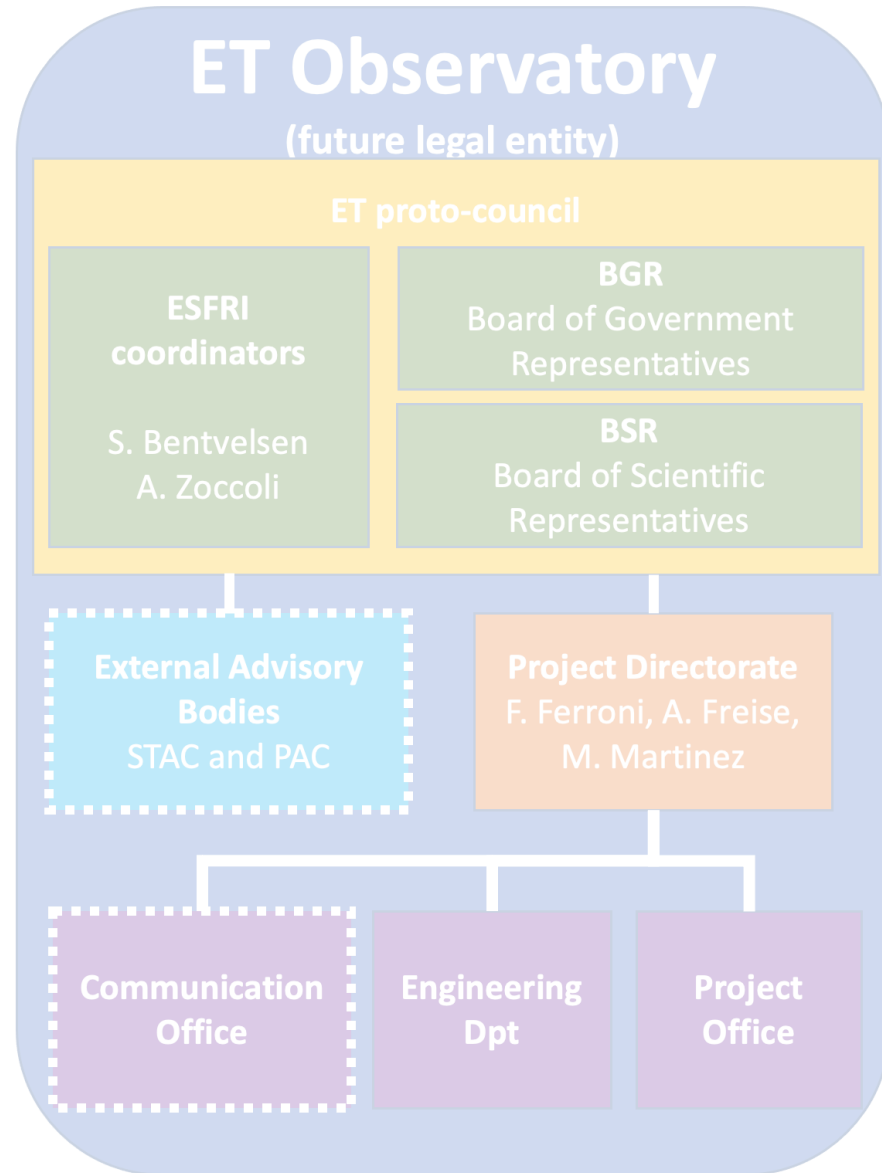 ET Observatory
(future legal entity)
ET proto-council
ESFRI
coordinators
S. Bentvelsen
A. Zoccoli
BGR
Board of Government
Representatives
BSR
Board of Scientific
Representatives
External Advisory
Bodies
STAC and PAC
Project Directorate
F. Ferroni, A. Freise,
M. Martinez
Communication
Office
Engineering
Dpt
Project
Office